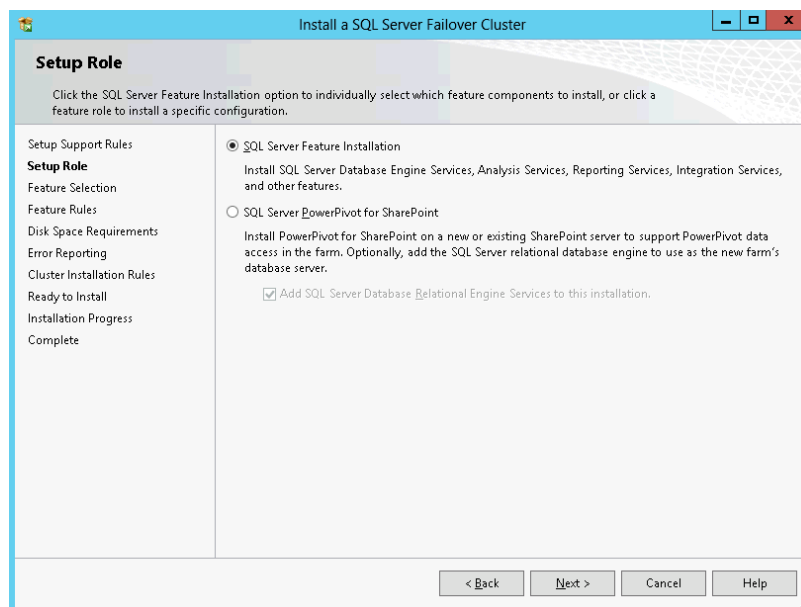 Install a SQL Server Failover Cluster
Setup Role
Click the SQL Server Feature Installation option to individually select which feature components to install, or click a
feature role to install a specific configuration.
Setup Support Rules
Setup Role
Feature Selection
Feature Rules
Disk Space Requirements
Error Reporting
Cluster Installation Rules
Ready to Install
Installation Progress
Complete
SQL Server Feature Installation
Install SQL Server Database Engine Services, Analysis Services, Reporting Services, Integration Services,
and other features.
SQL Server PowerPivot for SharePoint
Install PowerPivot for SharePoint on a new or existing SharePoint server to support PowerPivot data
access in the farm. Optionally, add the SQL Server relational database engine to use as the new farm's
database server.
Add SQL Server Database Relational Engine Services to this installation.
< Back
Next >
Cancel
Help